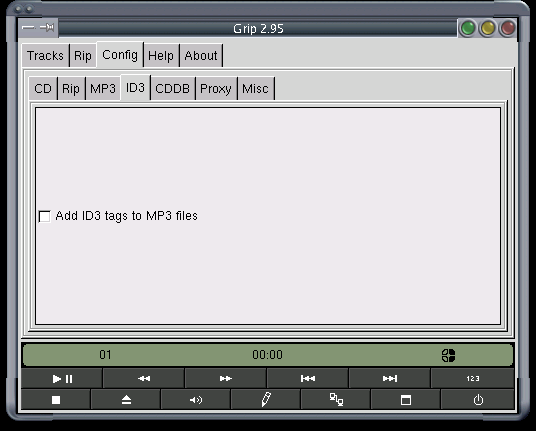 Grip 2.95
Tracks Rip Config Help About
CD Rip MP3 ID3 CDDB Proxy Misc
Add ID3 tags to MP3 files
01 00:00
123